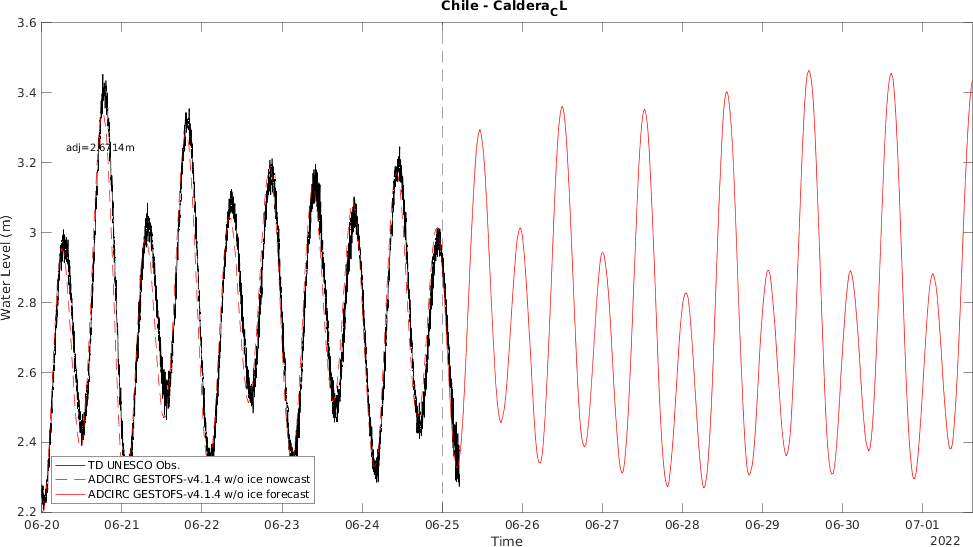 Chile - Caldera_CL
3.6
3.4
adj=2.6714m
3.2
3
Water Level (m)
2.8
2.6
2.4
TD UNESCO Obs.
ADCIRC GESTOFS-v4.1.4 w/o ice nowcast
ADCIRC GESTOFS-v4.1.4 w/o ice forecast
2.2
06-20 06-21 06-22 06-23 06-24 06-25 06-26 06-27 06-28 06-29 06-30 07-01
Time
2022